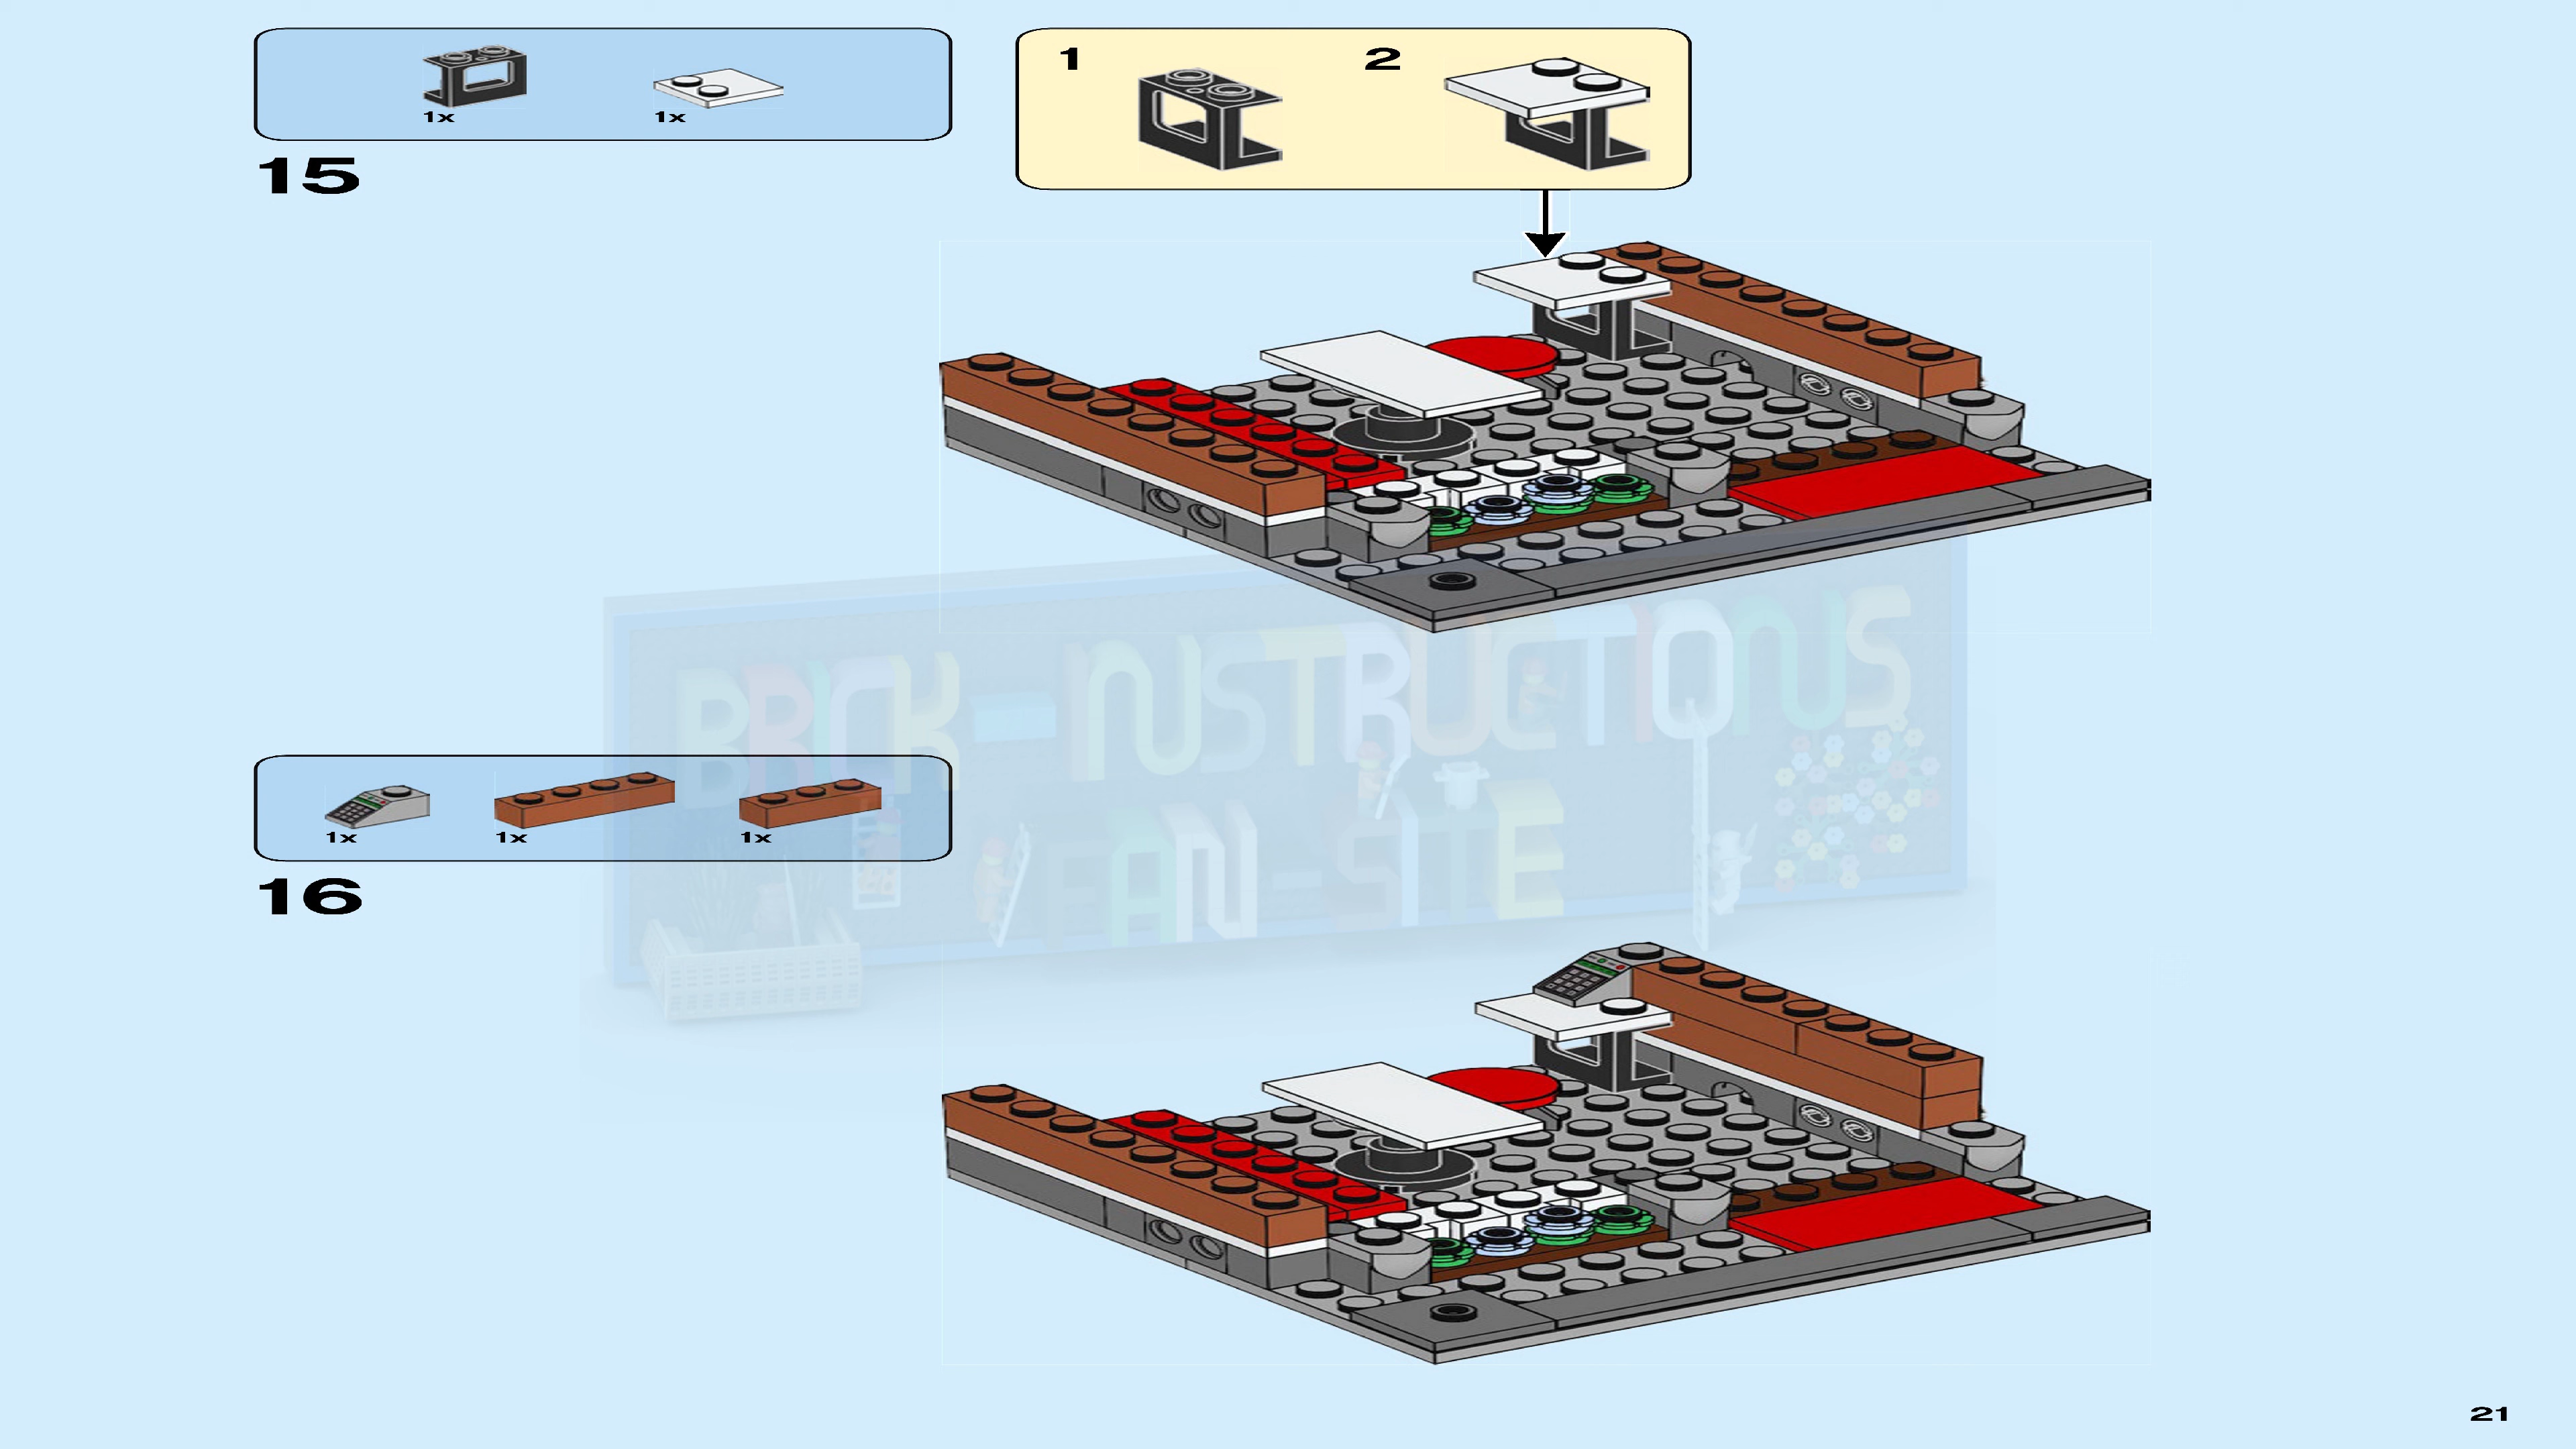 1x 1x
15
1 2
BRICK-INSTRUCTIONS
FAN-SITE
1x 1x 1x
16
21